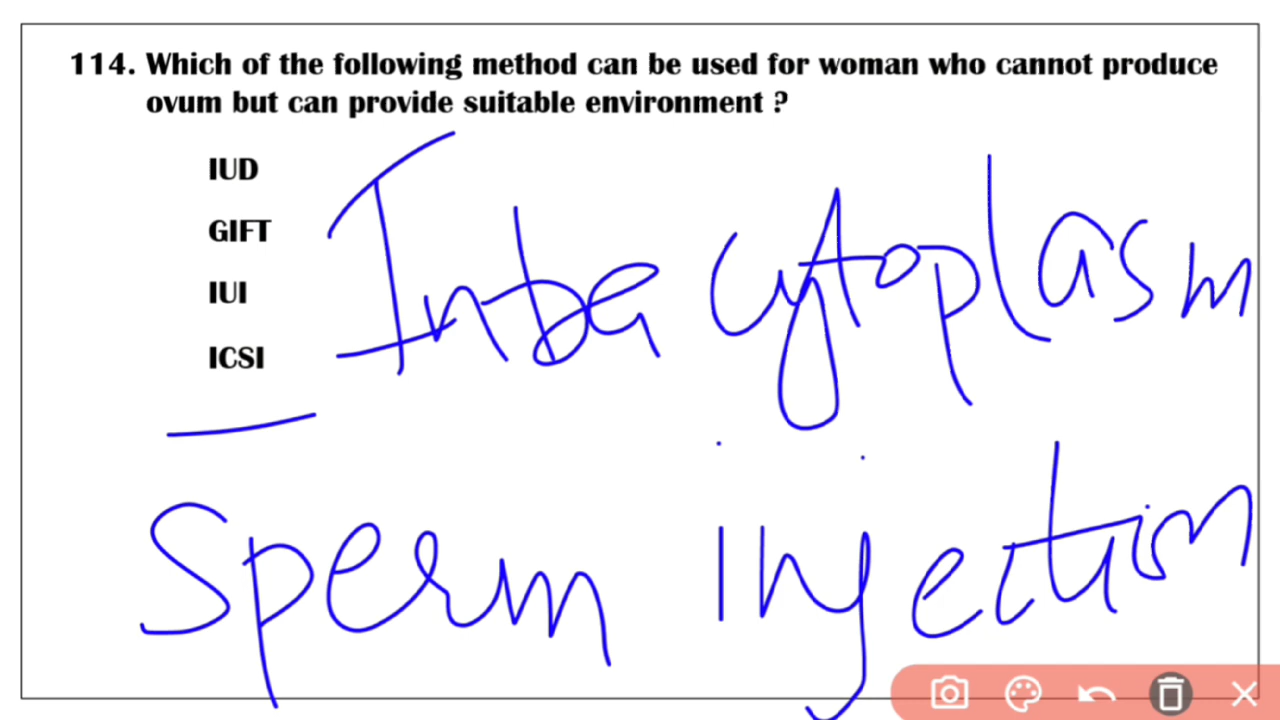 114. Which of the following method can be used for woman who cannot produce
ovum but can provide suitable environment ?
IUD
GIFT
IUI
ICSI
cytoplasm
Sperm Injection